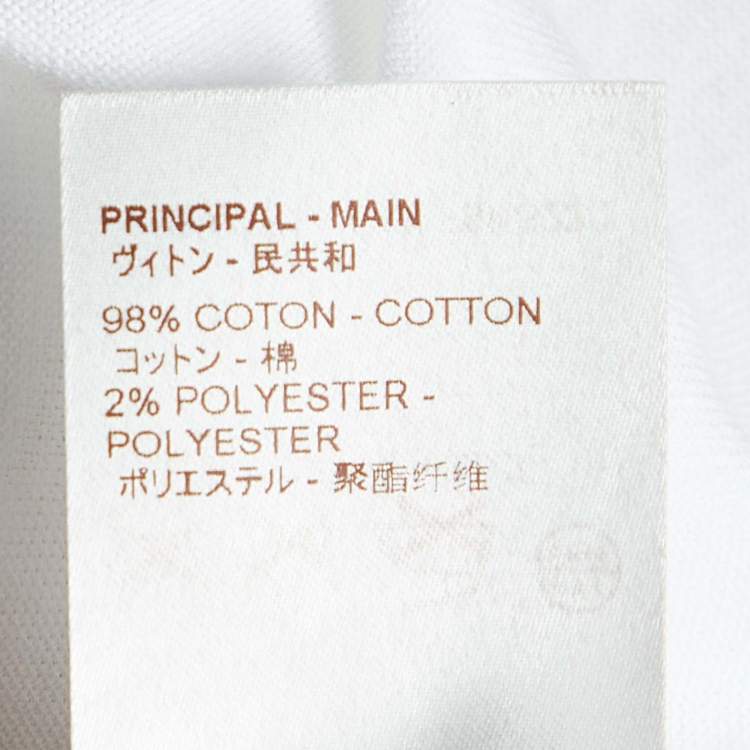 PRINCIPAL - MAIN
ヴィトン - 民共和
98% COTON - COTTON
コットン - 棉
2% POLYESTER -
POLYESTER
ポリエステル - 聚酯纤维